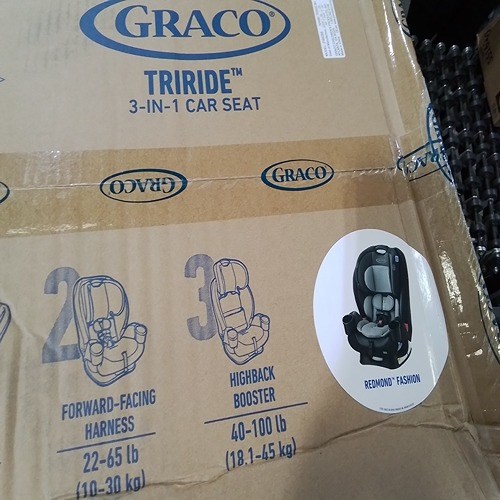 GRACO
TRIRIDE™
3-IN-1 CAR SEAT
GRACO
GRACO
2
FORWARD-FACING
HARNESS
22-65 lb
(10-30 kg)
3
HIGHBACK
BOOSTER
40-100 lb
(18.1-45 kg)
REDMOND™ FASHION